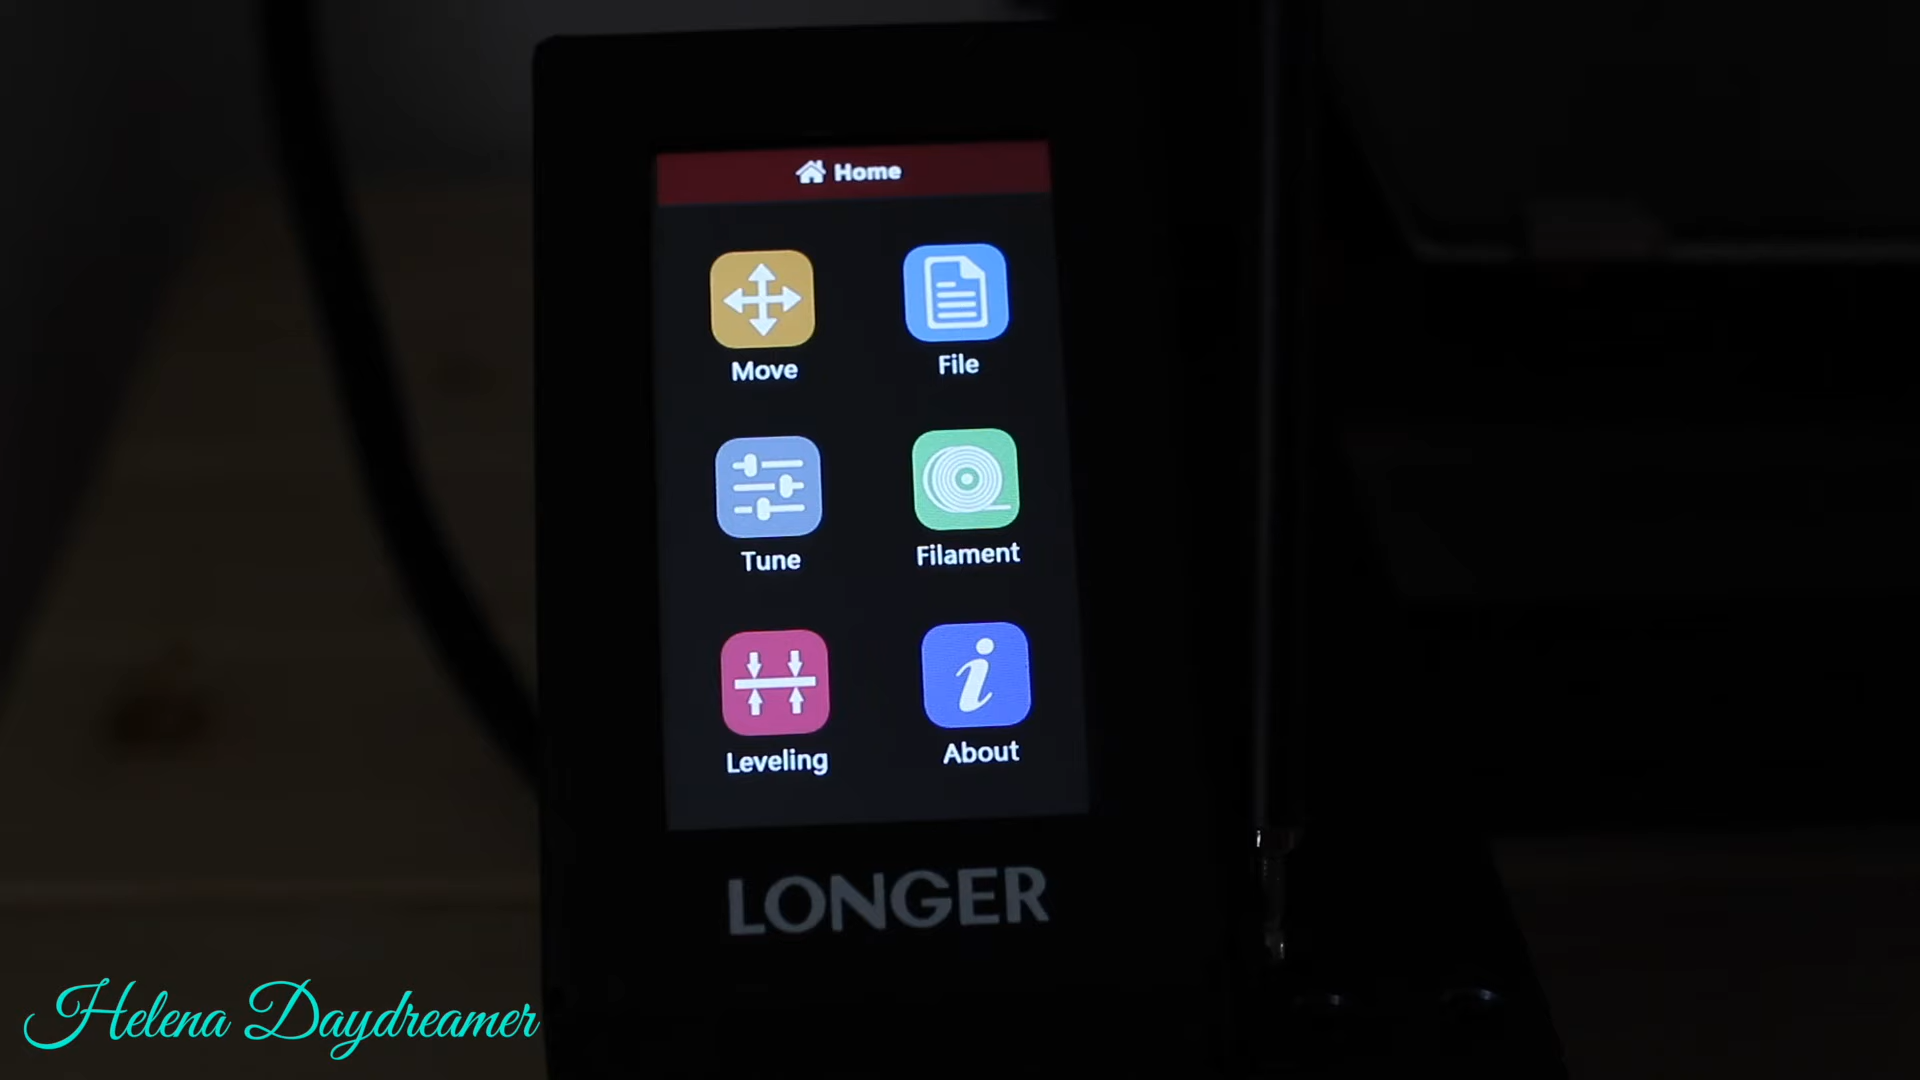 Home
Move
File
Tune
Filament
Leveling
About
LONGER
Helena Daydreamer